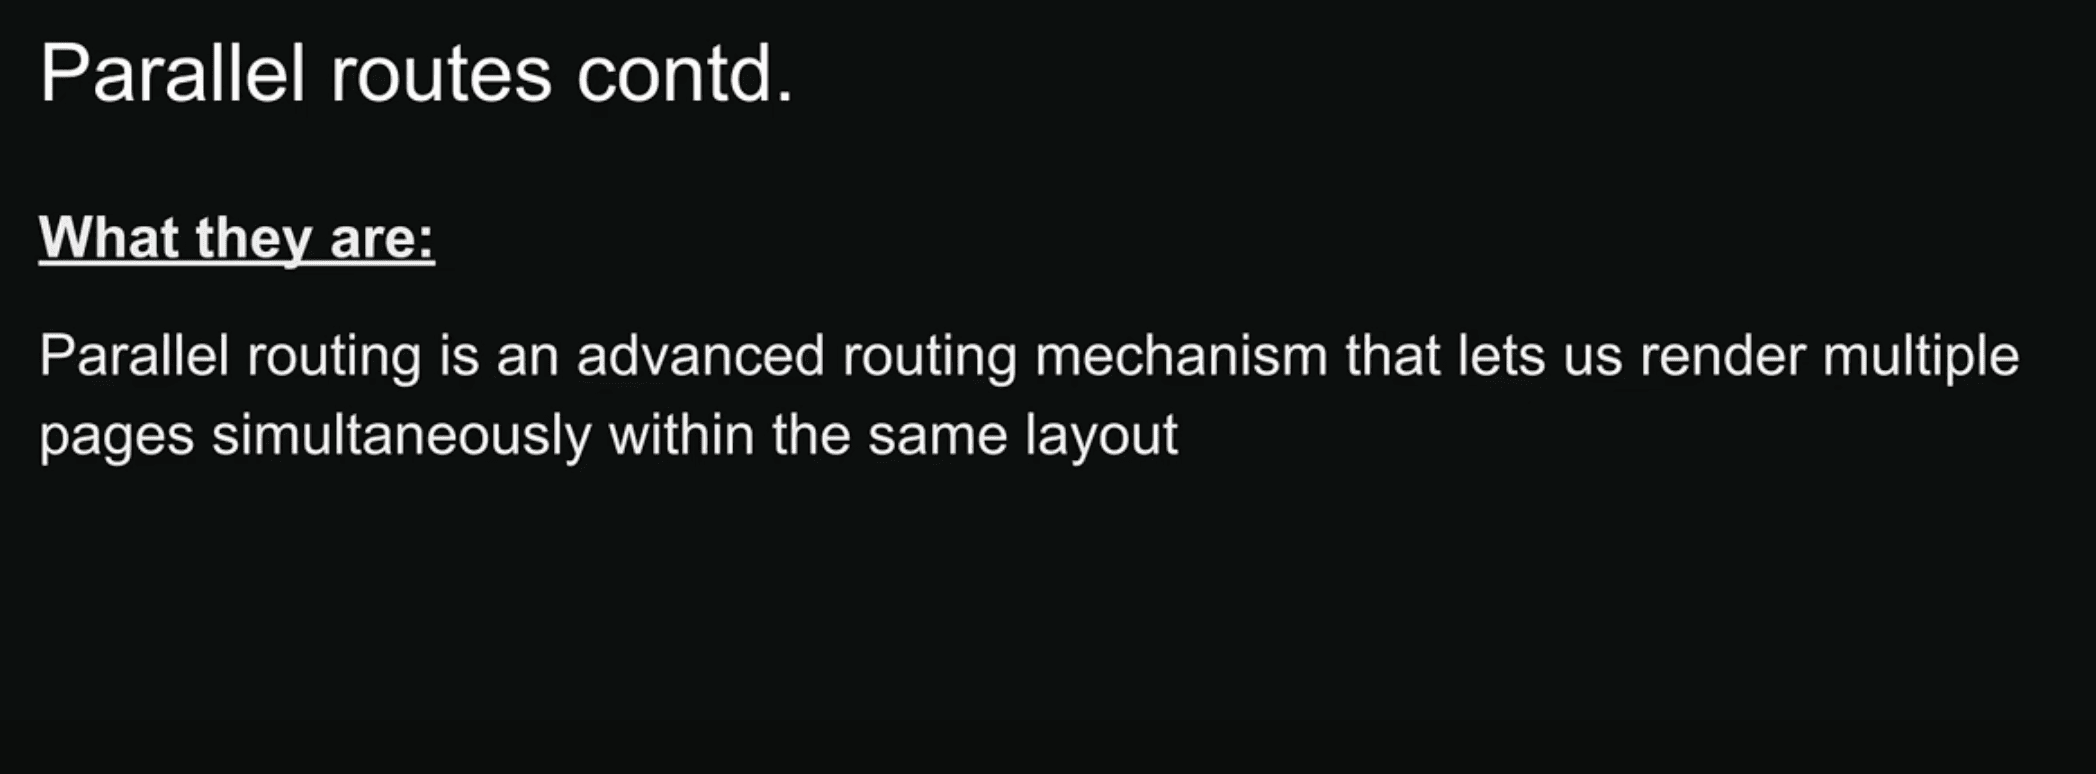 Parallel routes contd.
What they are:
Parallel routing is an advanced routing mechanism that lets us render multiple
pages simultaneously within the same layout